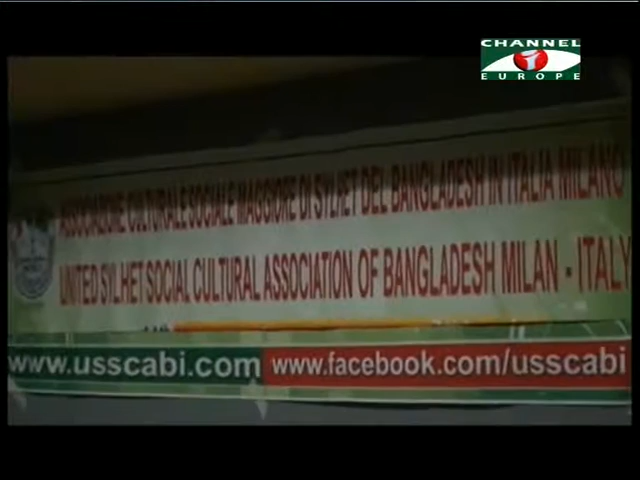 CHANNEL
i
EUROPE
ASSOCIAZIONE CULTURALE SOCIALE MAGGIORE DI SYLHET DEL BANGLADESH IN ITALIA MILANO
UNITED SYLHET SOCIAL CULTURAL ASSOCIATION OF BANGLADESH MILAN - ITALY
www.usscabi.com www.facebook.com/usscabi